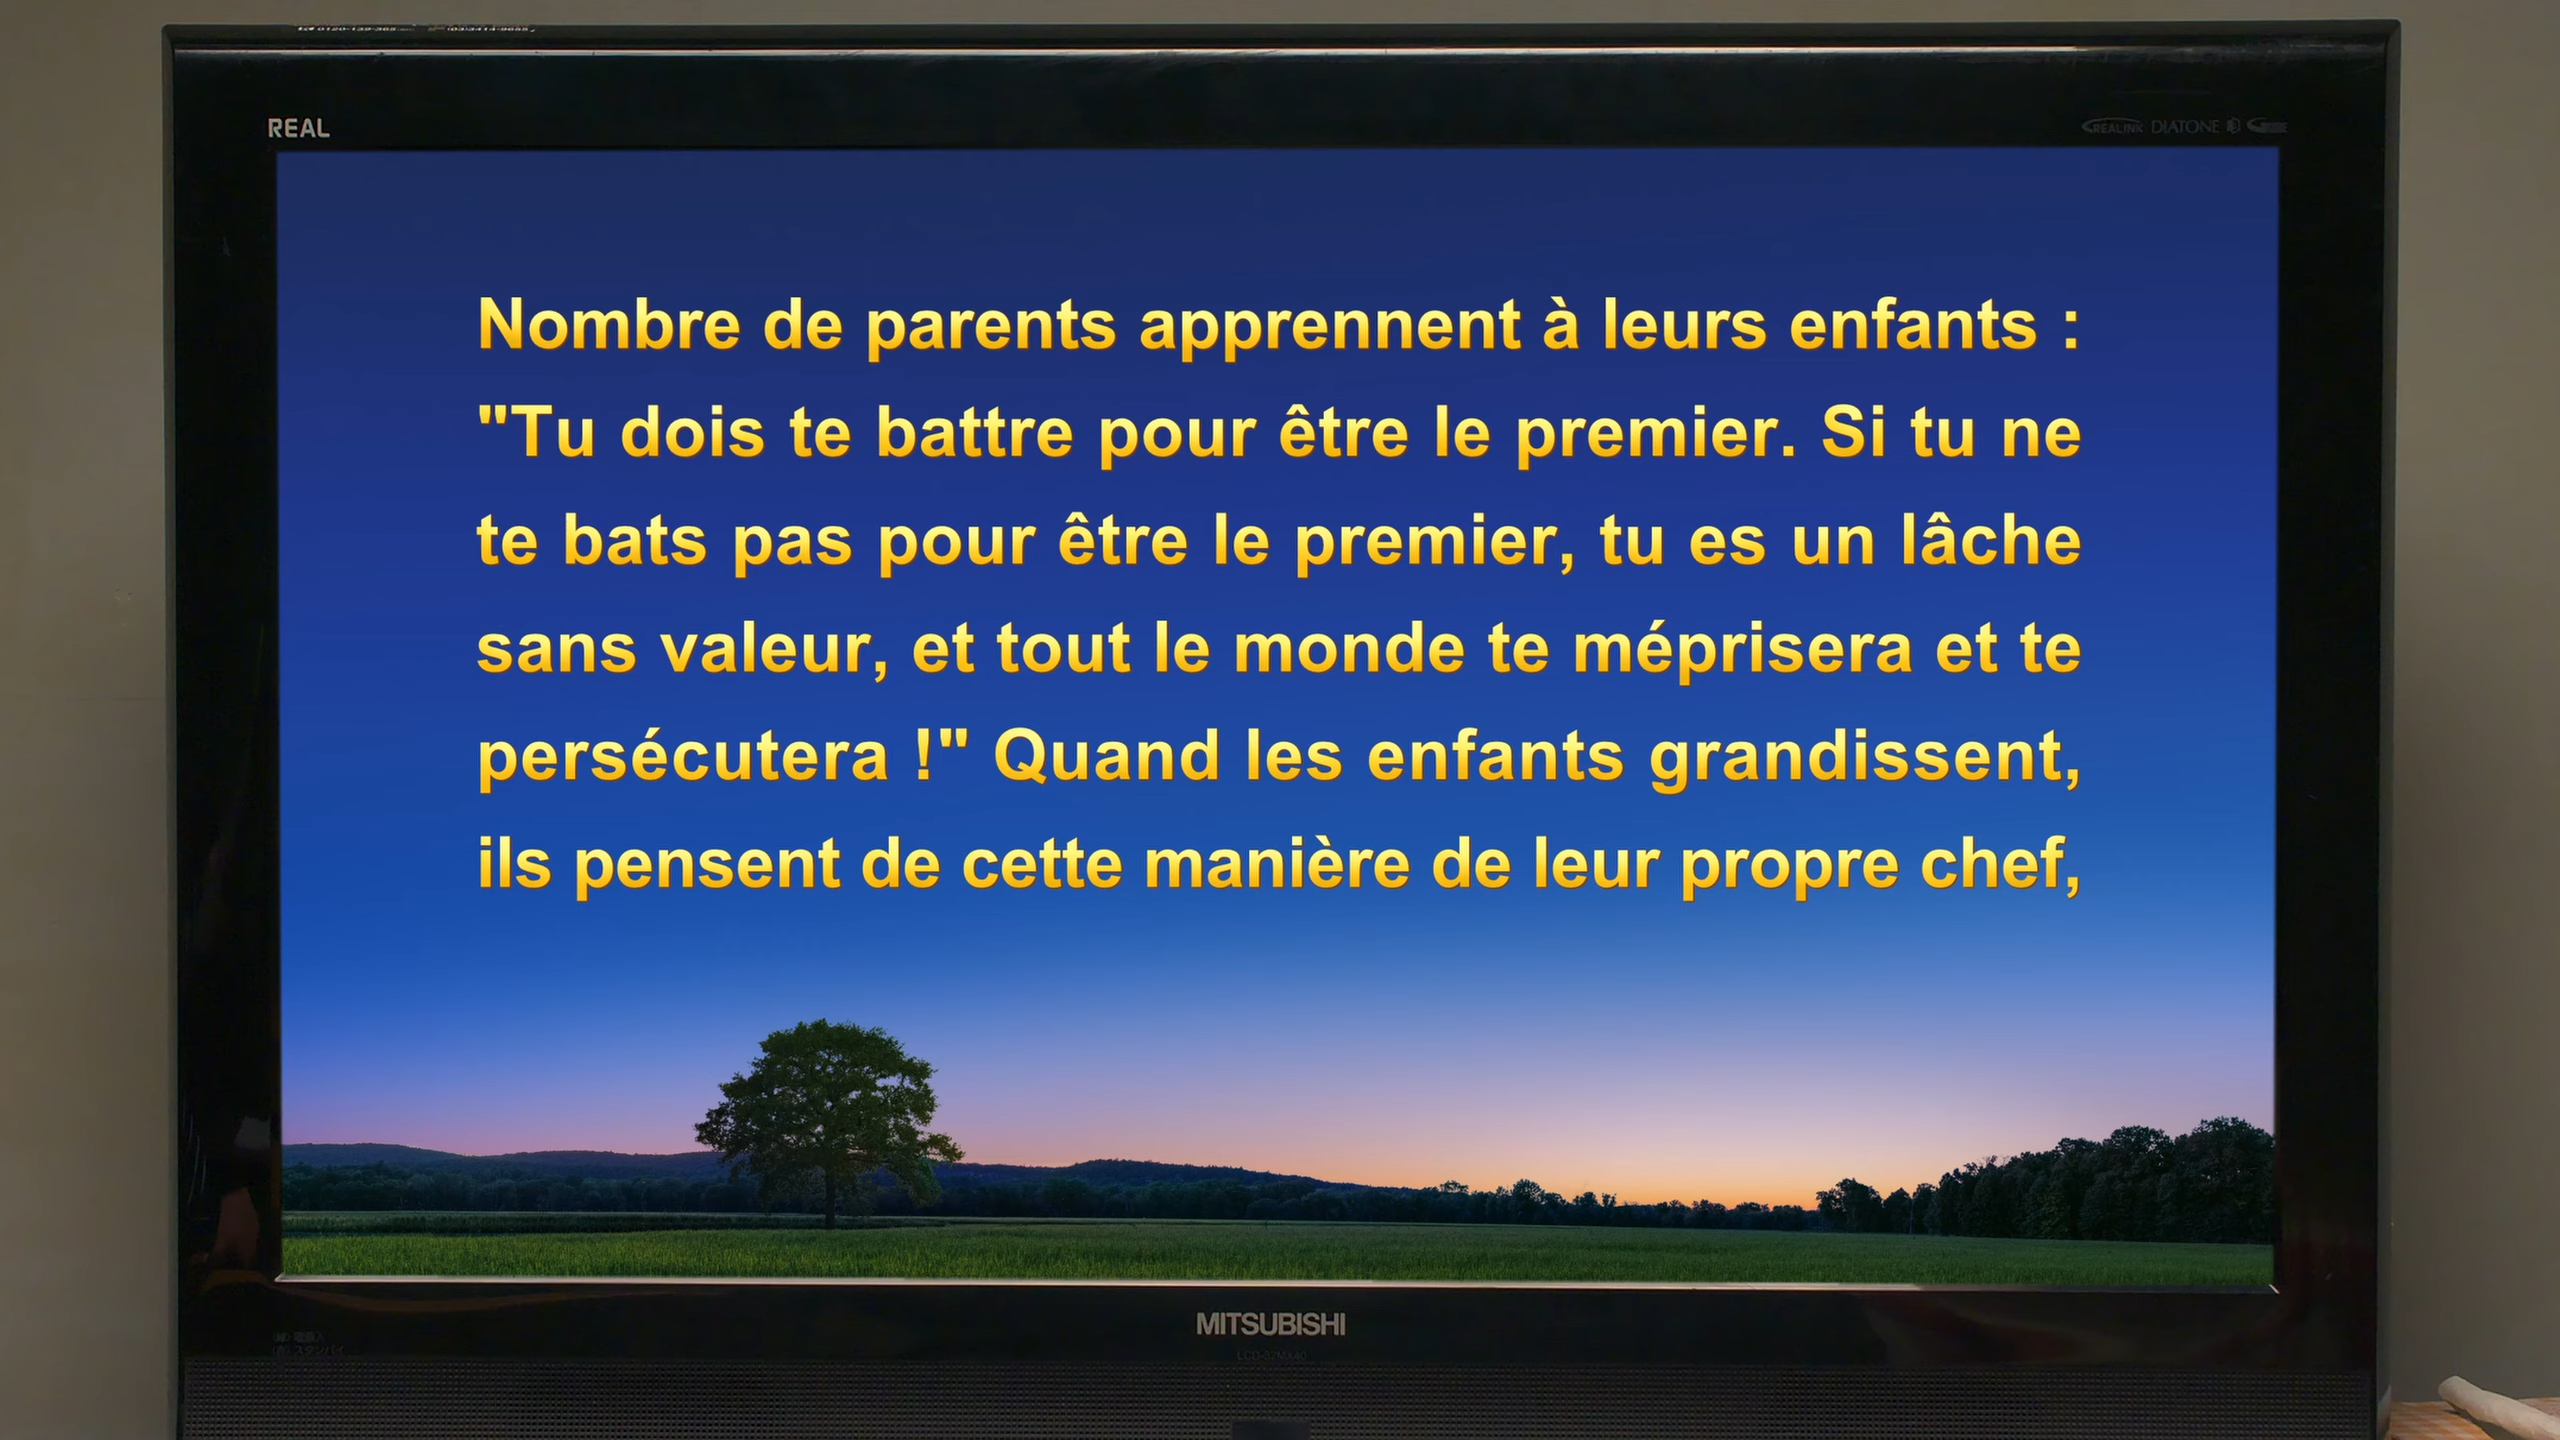 REAL
REALINK DIATONE
Nombre de parents apprennent à leurs enfants :
"Tu dois te battre pour être le premier. Si tu ne
te bats pas pour être le premier, tu es un lâche
sans valeur, et tout le monde te méprisera et te
persécutera !" Quand les enfants grandissent,
ils pensent de cette manière de leur propre chef,
MITSUBISHI